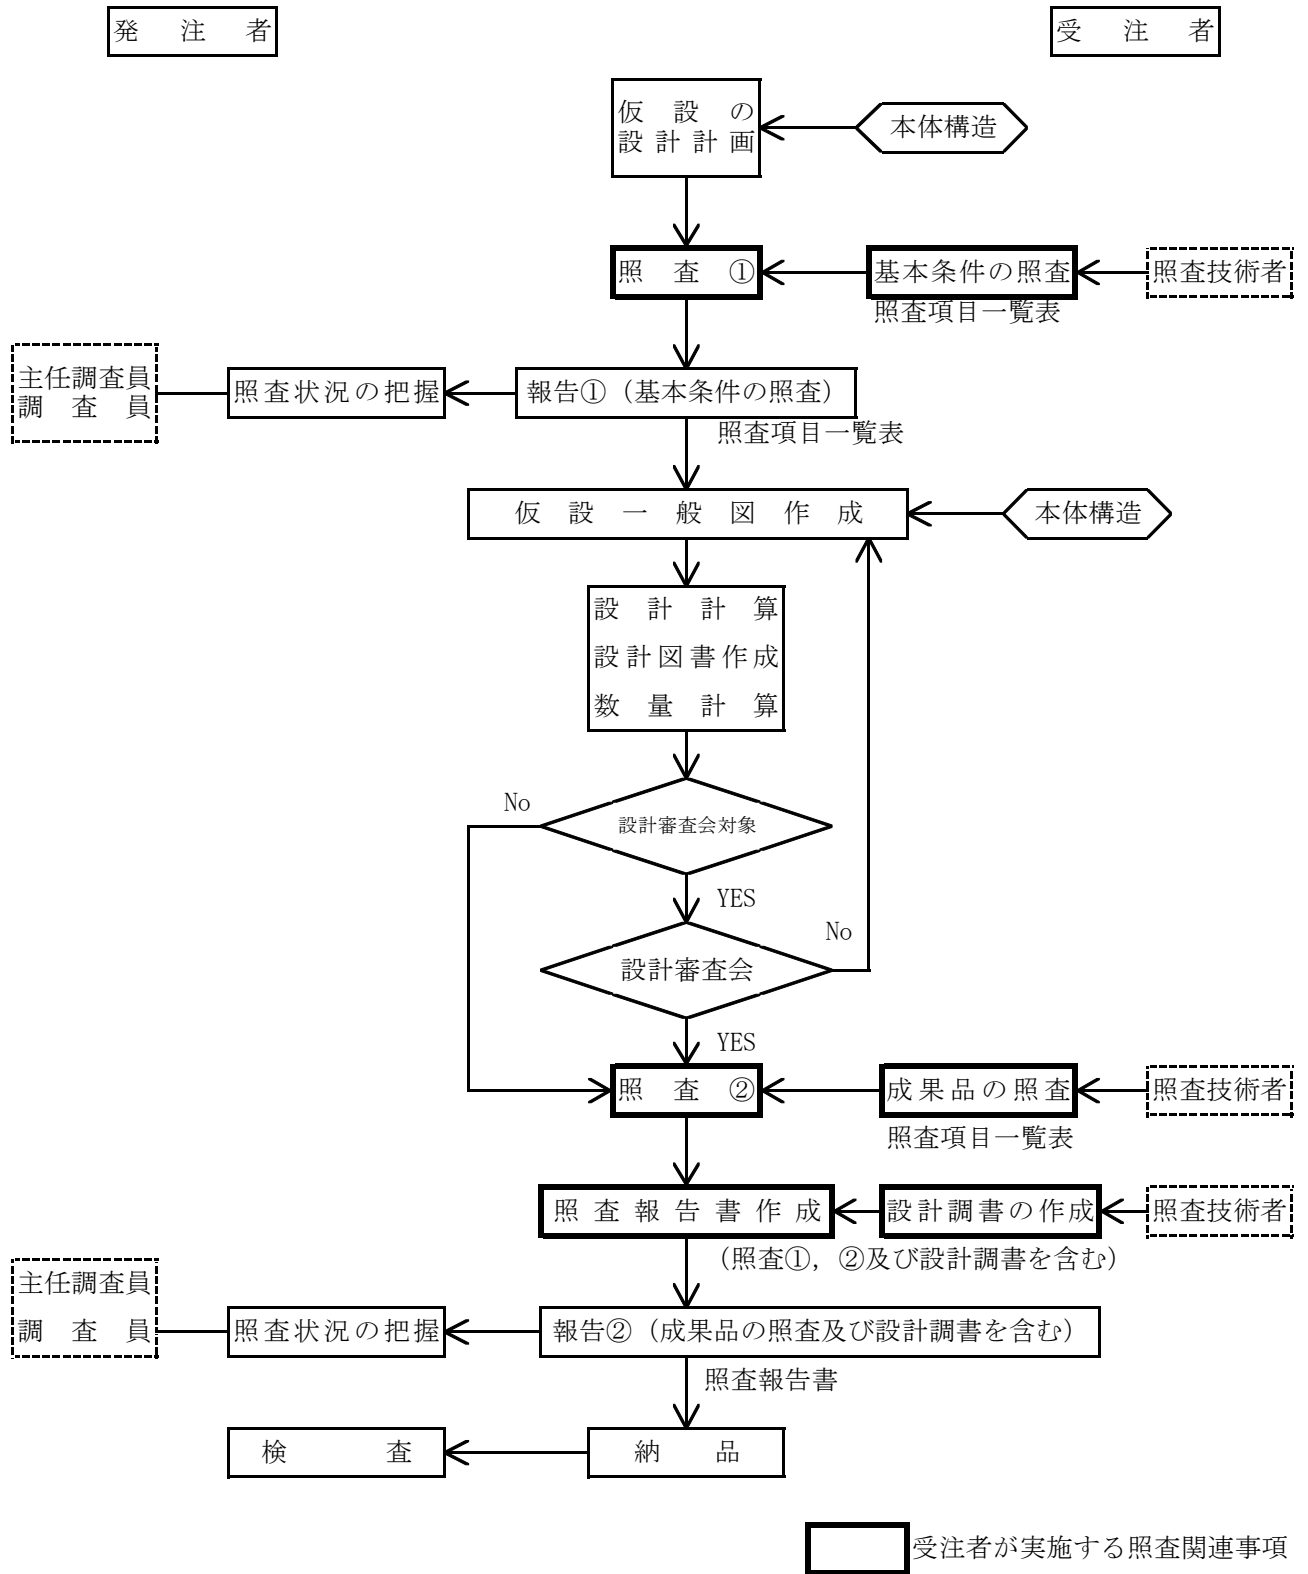 発注者
受注者
仮設の
設計計画
本体構造
照査①
基本条件の照査
照査技術者
照査項目一覧表
主任調査員
調査員
照査状況の把握
報告①（基本条件の照査）
照査項目一覧表
仮設一般図作成
本体構造
設計計算
設計図書作成
数量計算
No
設計審査会対象
YES
No
設計審査会
YES
照査②
成果品の照査
照査技術者
照査項目一覧表
照査報告書作成
設計調書の作成
照査技術者
（照査①，②及び設計調書を含む）
主任調査員
調査員
照査状況の把握
報告②（成果品の照査及び設計調書を含む）
照査報告書
検査
納品
受注者が実施する照査関連事項